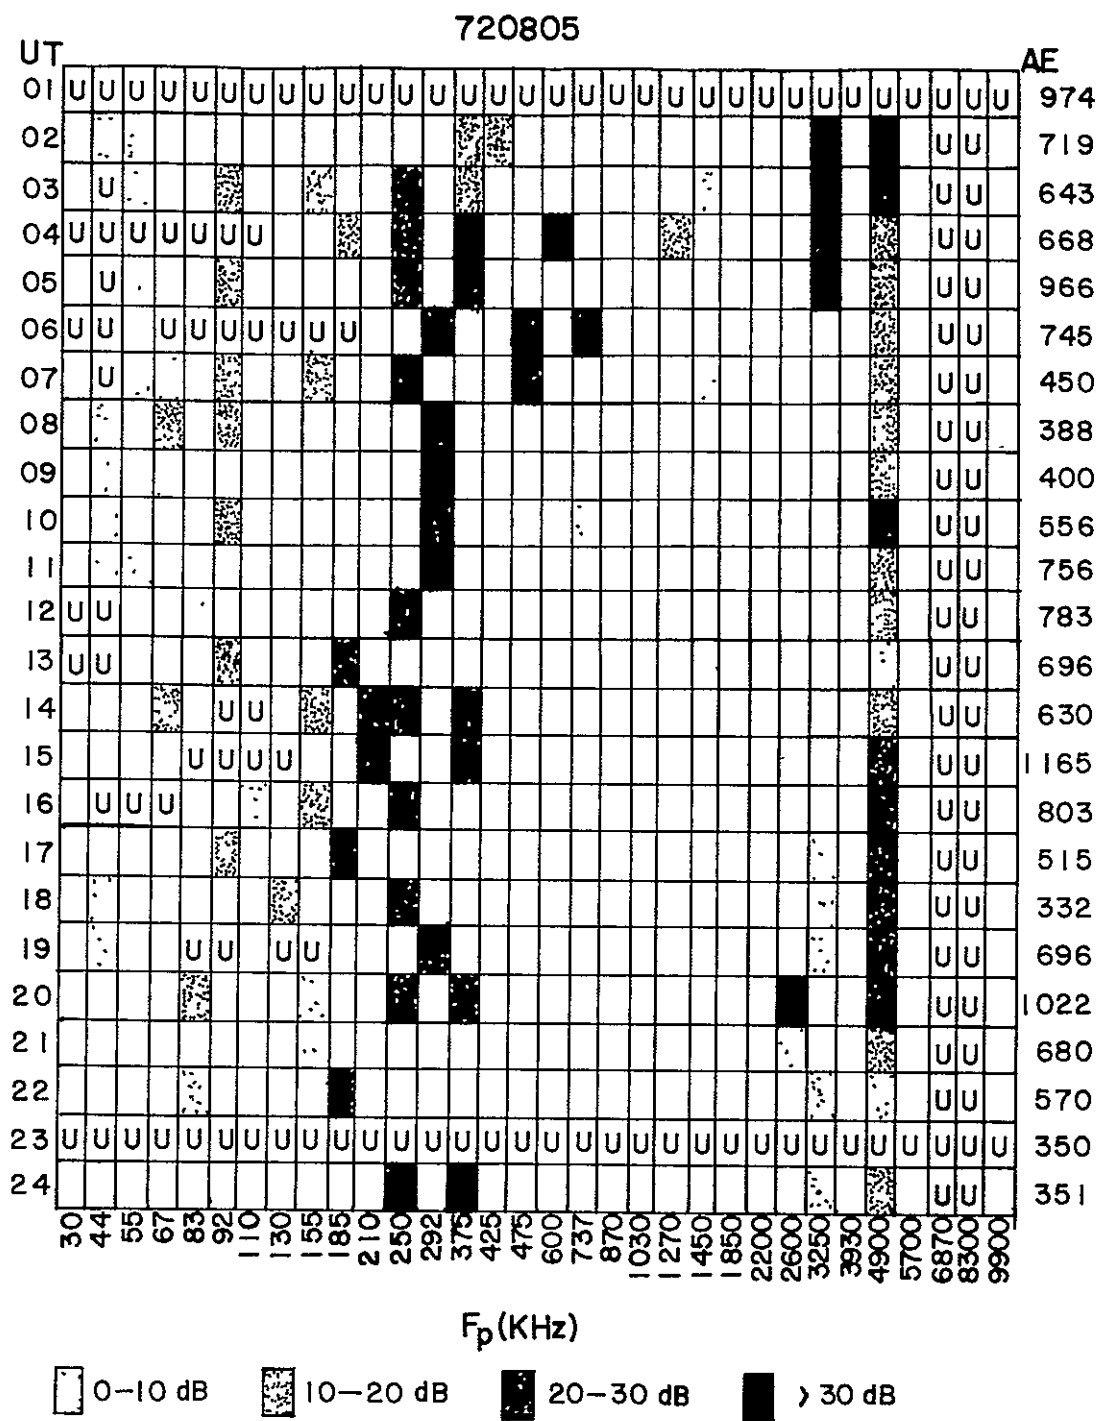 720805
UT AE
01 U U U U U U U U U U U U U U U U U U U U U U U U U U U U U U U U 974
02 U U 719
03 U U U 643
04 U U U U U U U U U 668
05 U U U 966
06 U U U U U U U U U U U 745
07 U U U 450
08 U U 388
09 U U 400
10 U U 556
11 U U 756
12 U U U U 783
13 U U U U 696
14 U U U U 630
15 U U U U U U 1165
16 U U U U U 803
17 U U 515
18 U U 332
19 U U U U U U 696
20 U U 1022
21 U U 680
22 U U 570
23 U U U U U U U U U U U U U U U U U U U U U U U U U U U U U U U U 350
24 U U 351
30 44 55 67 83 92 110 130 155 185 210 250 292 375 425 475 600 737 870 1030 1270 1450 1850 2200 2600 3250 3930 4900 5700 6870 8300 9900
Fp (KHz)
0-10 dB 10-20 dB 20-30 dB > 30 dB